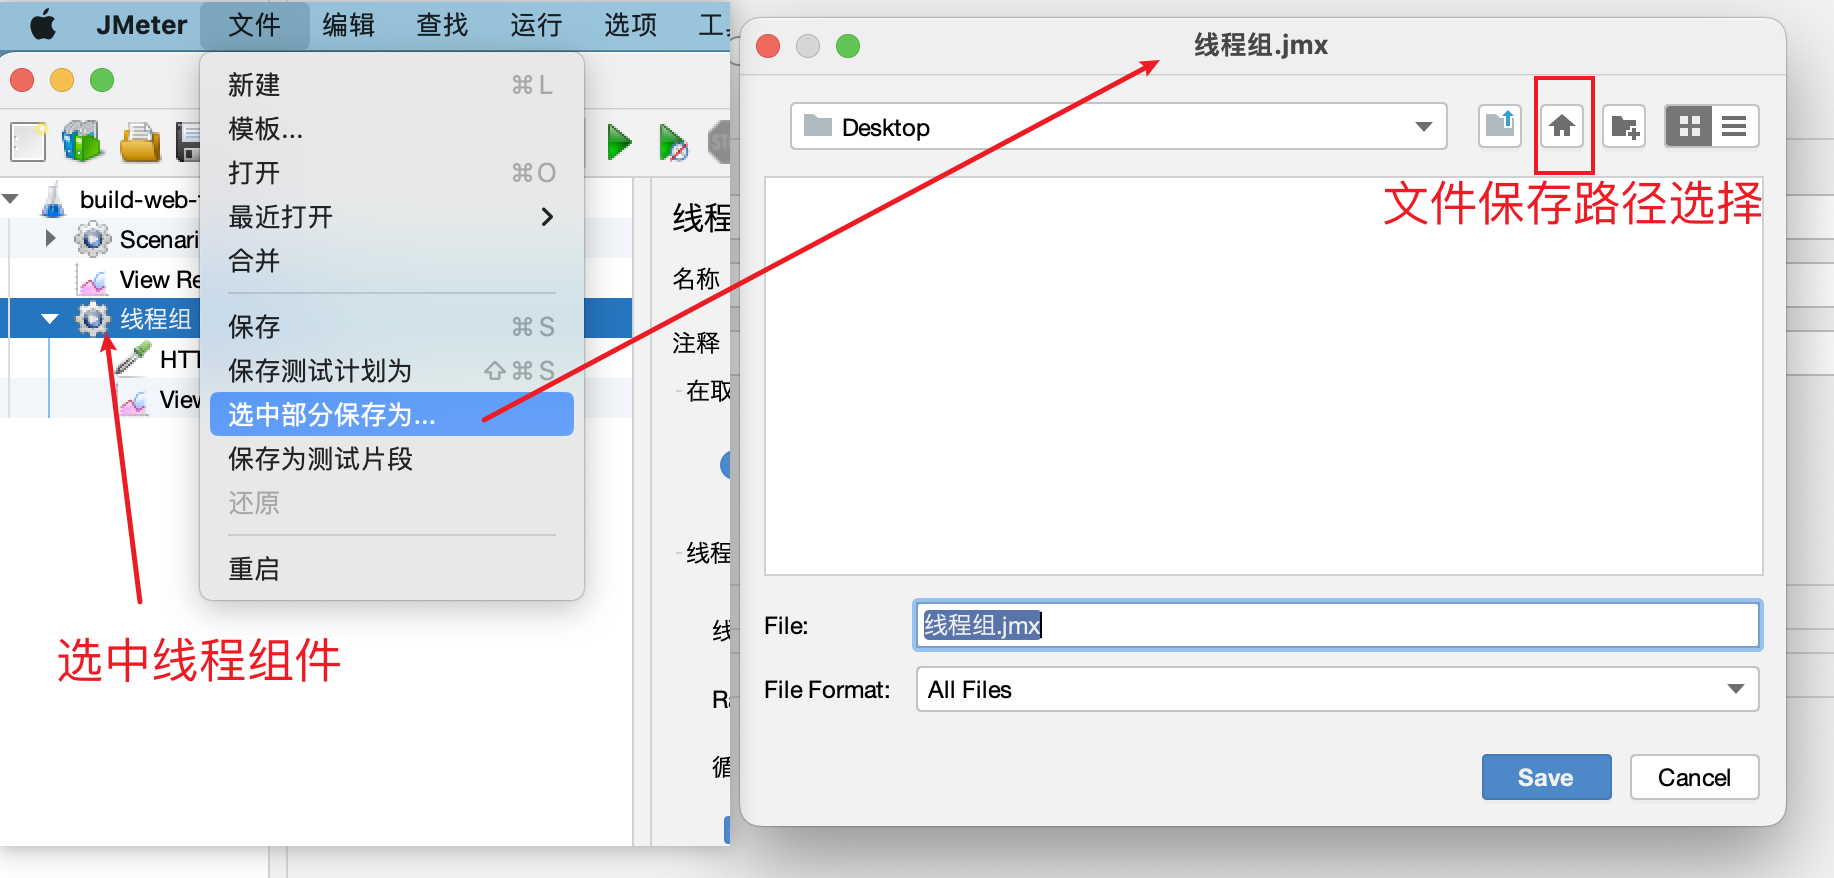 JMeter 文件 编辑 查找 运行 选项
新建 ⌘ L
模板...
打开 ⌘ O
最近打开
合并
保存 ⌘ S
保存测试计划为 ⇧ ⌘ S
选中部分保存为...
保存为测试片段
还原
重启
build-web-
Scenari
View Re
线程组
HTT
View
选中线程组件
线程
名称
注释
在取
线程
线
Ra
循
线程组.jmx
Desktop
文件保存路径选择
File: 线程组.jmx
File Format: All Files
Save Cancel